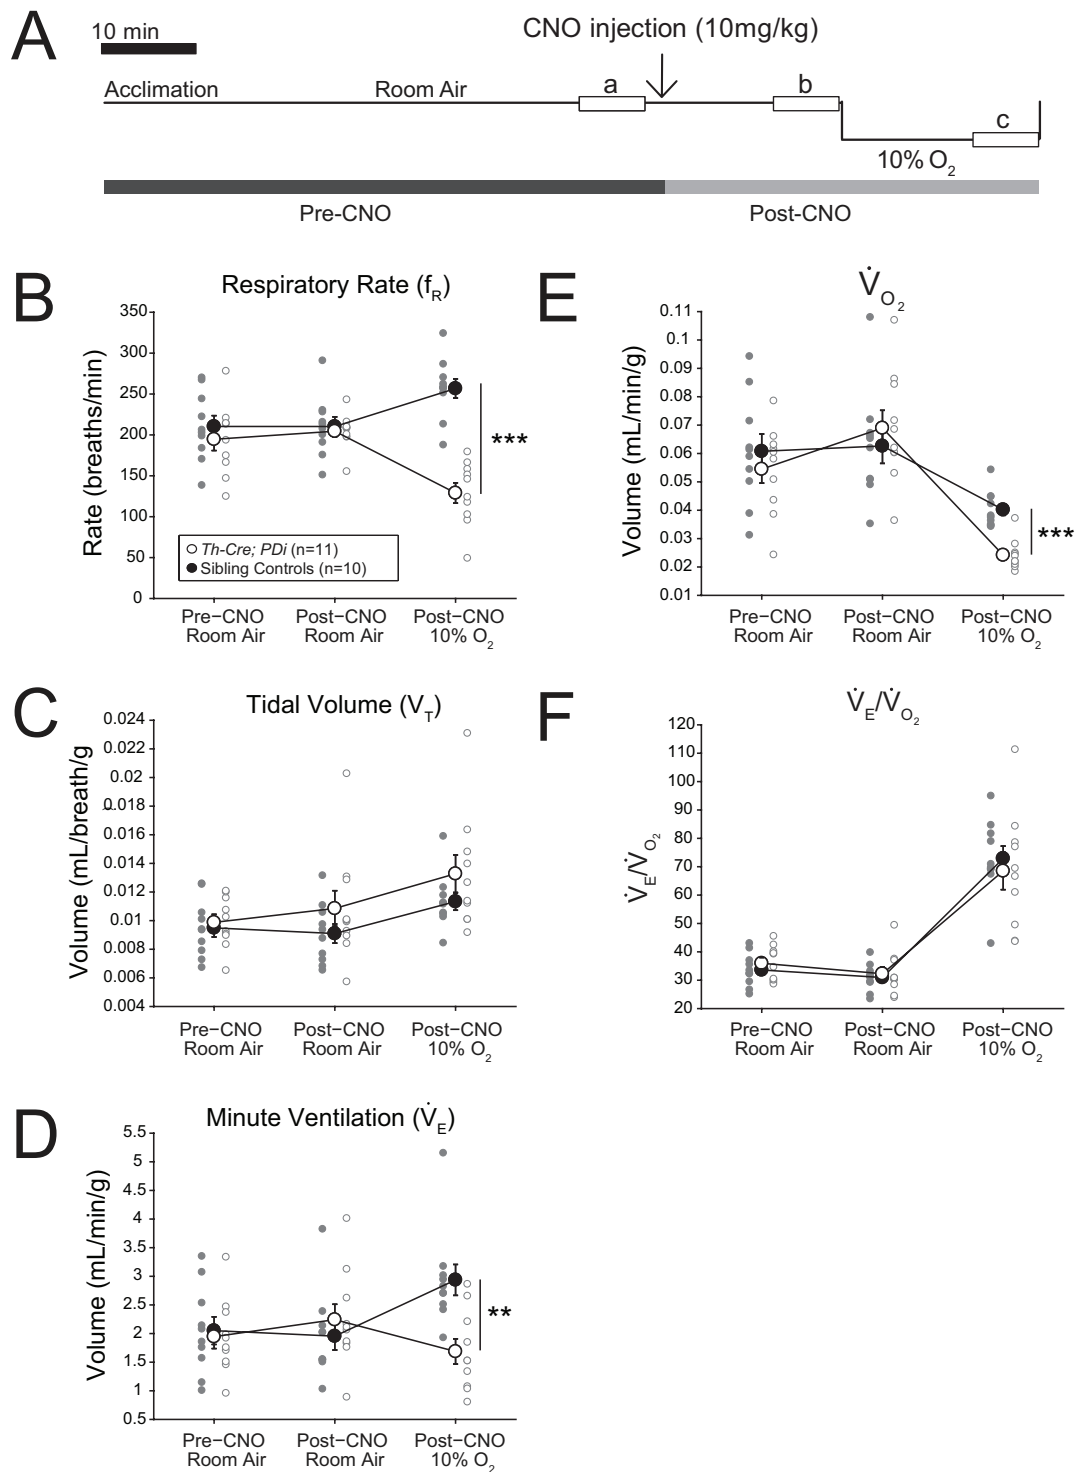 A
10 min
CNO injection (10mg/kg)
Acclimation
Room Air
a
b
c
10% O2
Pre-CNO
Post-CNO
B
Respiratory Rate (fR)
Rate (breaths/min)
350
300
250
200
150
100
50
0
***
Th-Cre; PDi (n=11)
Sibling Controls (n=10)
Pre−CNO Room Air
Post−CNO Room Air
Post−CNO 10% O2
E
V̇O2
Volume (mL/min/g)
0.11
0.1
0.09
0.08
0.07
0.06
0.05
0.04
0.03
0.02
0.01
***
Pre−CNO Room Air
Post−CNO Room Air
Post−CNO 10% O2
C
Tidal Volume (VT)
Volume (mL/breath/g
0.024
0.022
0.02
0.018
0.016
0.014
0.012
0.01
0.008
0.006
0.004
Pre−CNO Room Air
Post−CNO Room Air
Post−CNO 10% O2
F
V̇E/V̇O2
V̇E/V̇O2
120
110
100
90
80
70
60
50
40
30
20
Pre−CNO Room Air
Post−CNO Room Air
Post−CNO 10% O2
D
Minute Ventilation (V̇E)
Volume (mL/min/g)
5.5
5
4.5
4
3.5
3
2.5
2
1.5
1
0.5
**
Pre−CNO Room Air
Post−CNO Room Air
Post−CNO 10% O2